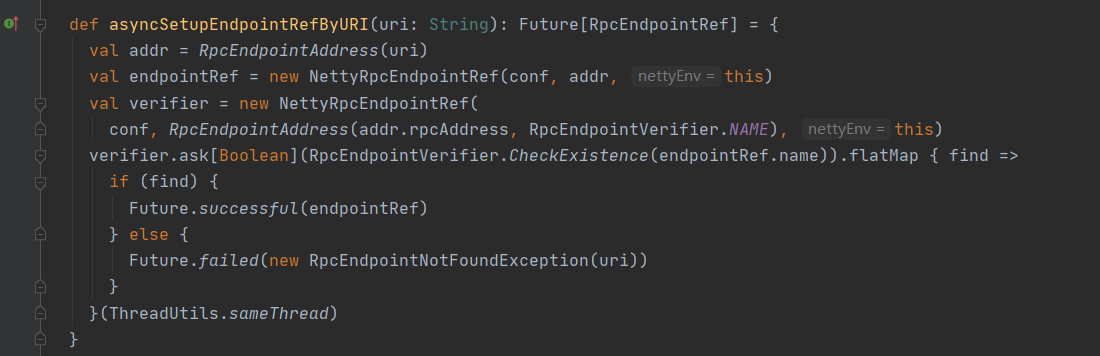 def asyncSetupEndpointRefByURI(uri: String): Future[RpcEndpointRef] = {
  val addr = RpcEndpointAddress(uri)
  val endpointRef = new NettyRpcEndpointRef(conf, addr, nettyEnv = this)
  val verifier = new NettyRpcEndpointRef(
    conf, RpcEndpointAddress(addr.rpcAddress, RpcEndpointVerifier.NAME), nettyEnv = this)
  verifier.ask[Boolean](RpcEndpointVerifier.CheckExistence(endpointRef.name)).flatMap { find =>
    if (find) {
      Future.successful(endpointRef)
    } else {
      Future.failed(new RpcEndpointNotFoundException(uri))
    }
  }(ThreadUtils.sameThread)
}